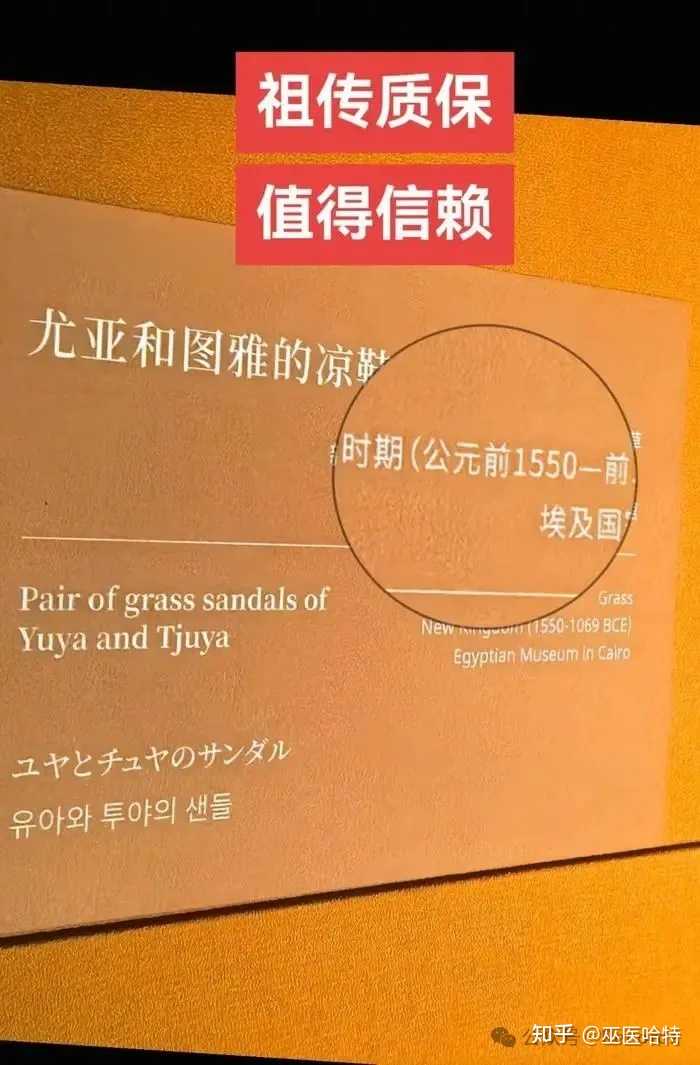 祖传质保
值得信赖
尤亚和图雅的凉鞋
时期(公元前1550—前
埃及国
Pair of grass sandals of
Yuya and Tjuya
Grass
New Kingdom (1550-1069 BCE)
Egyptian Museum in Cairo
ユヤとチュヤのサンダル
유아와 투야의 샌들
知乎 @巫医哈特